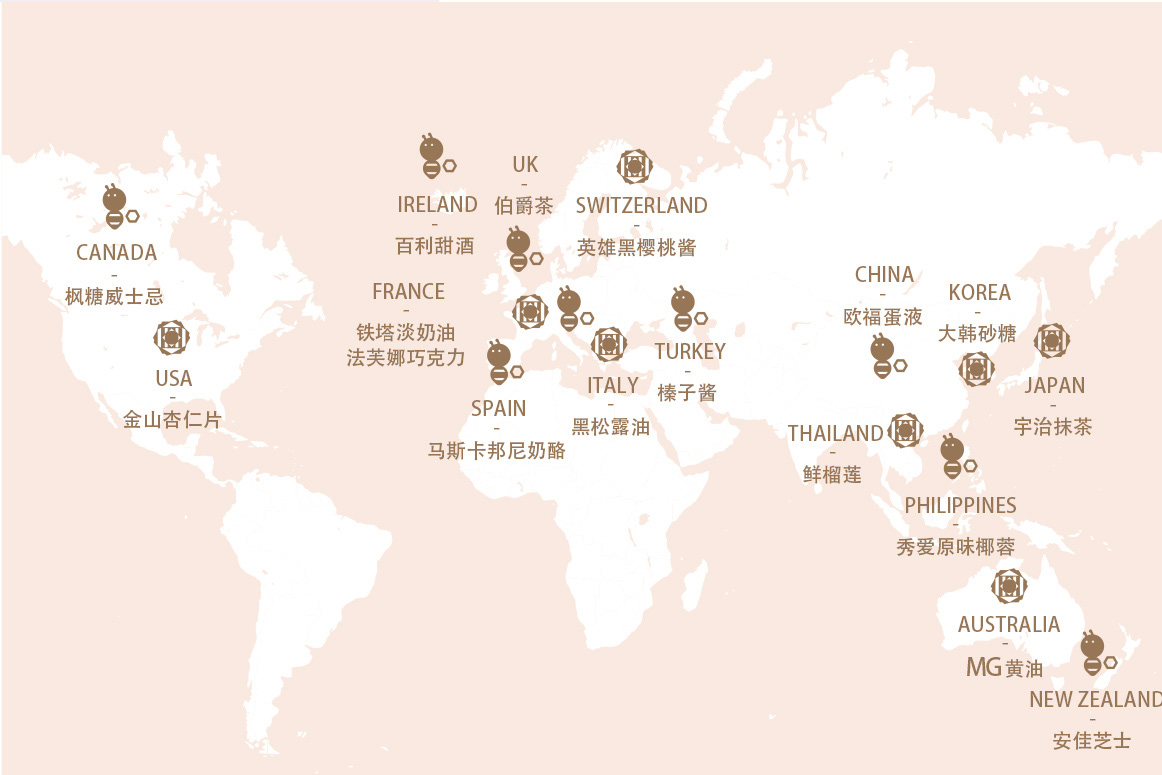 CANADA
-
枫糖威士忌
USA
-
金山杏仁片
IRELAND
-
百利甜酒
UK
-
伯爵茶
SWITZERLAND
-
英雄黑樱桃酱
FRANCE
-
铁塔淡奶油
法芙娜巧克力
SPAIN
-
马斯卡邦尼奶酪
ITALY
-
黑松露油
TURKEY
-
榛子酱
CHINA
-
欧福蛋液
KOREA
-
大韩砂糖
JAPAN
-
宇治抹茶
THAILAND
-
鲜榴莲
PHILIPPINES
-
秀爱原味椰蓉
AUSTRALIA
-
MG黄油
NEW ZEALAND
-
安佳芝士